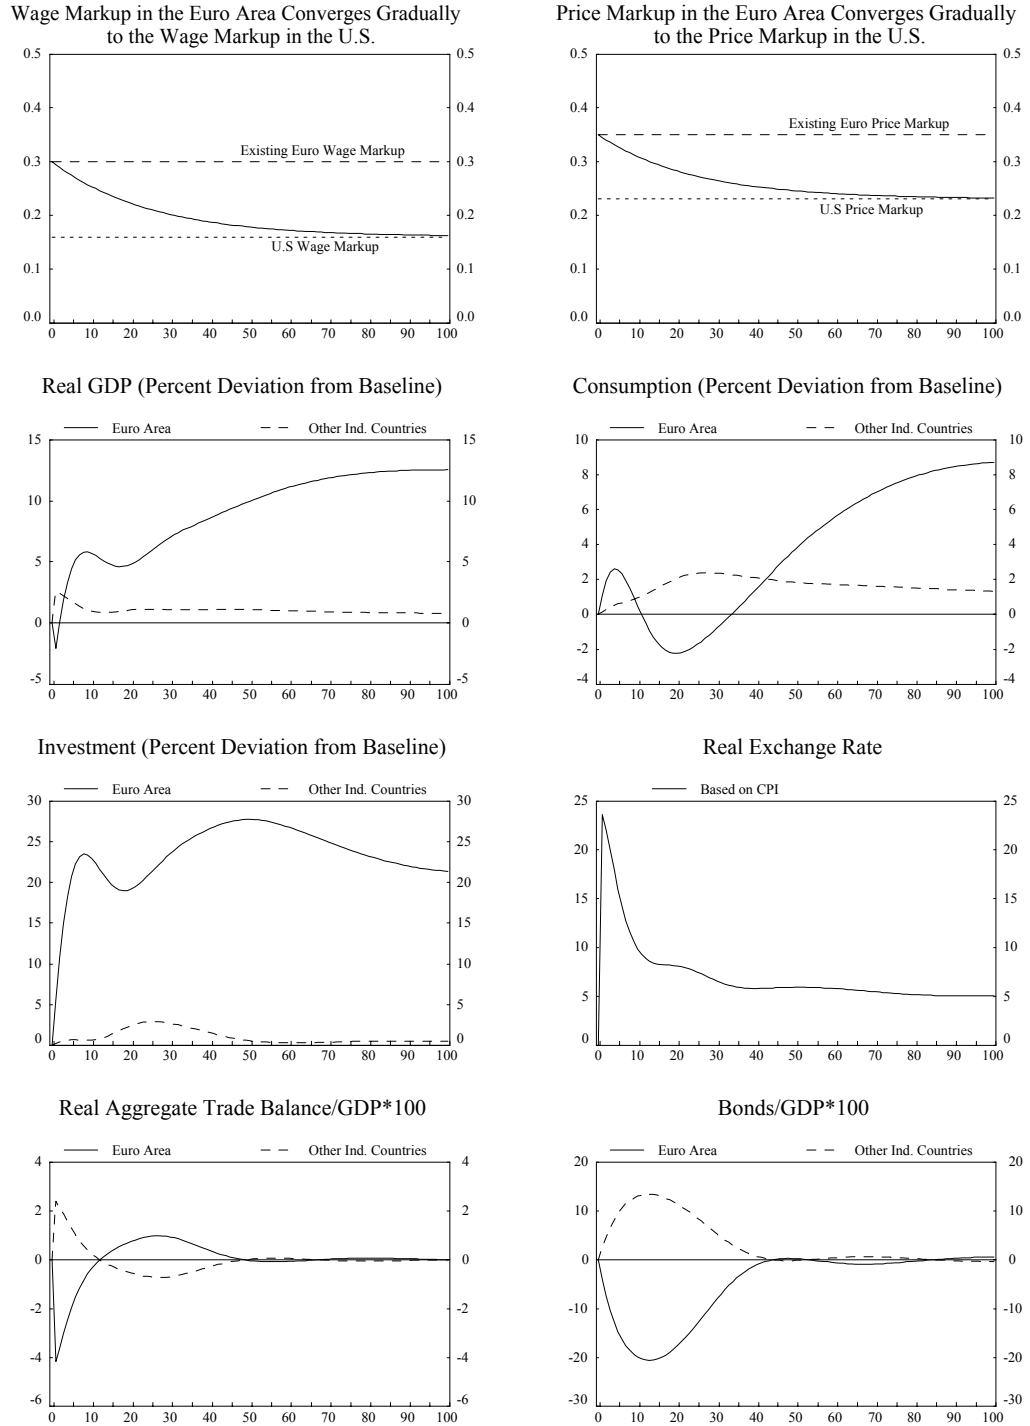 Wage Markup in the Euro Area Converges Gradually
to the Wage Markup in the U.S.
0.5 0.5
0.4 0.4
Existing Euro Wage Markup
0.3 0.3
0.2 0.2
U.S Wage Markup
0.1 0.1
0.0 0.0
0 10 20 30 40 50 60 70 80 90 100
Price Markup in the Euro Area Converges Gradually
to the Price Markup in the U.S.
0.5 0.5
0.4 0.4
Existing Euro Price Markup
0.3 0.3
0.2 0.2
U.S Price Markup
0.1 0.1
0.0 0.0
0 10 20 30 40 50 60 70 80 90 100
Real GDP (Percent Deviation from Baseline)
Euro Area Other Ind. Countries
15 15
10 10
5 5
0 0
-5 -5
0 10 20 30 40 50 60 70 80 90 100
Consumption (Percent Deviation from Baseline)
Euro Area Other Ind. Countries
10 10
8 8
6 6
4 4
2 2
0 0
-2 -2
-4 -4
0 10 20 30 40 50 60 70 80 90 100
Investment (Percent Deviation from Baseline)
Euro Area Other Ind. Countries
30 30
25 25
20 20
15 15
10 10
5 5
0 0
0 10 20 30 40 50 60 70 80 90 100
Real Exchange Rate
Based on CPI
25 25
20 20
15 15
10 10
5 5
0 0
0 10 20 30 40 50 60 70 80 90 100
Real Aggregate Trade Balance/GDP*100
Euro Area Other Ind. Countries
4 4
2 2
0 0
-2 -2
-4 -4
-6 -6
0 10 20 30 40 50 60 70 80 90 100
Bonds/GDP*100
Euro Area Other Ind. Countries
20 20
10 10
0 0
-10 -10
-20 -20
-30 -30
0 10 20 30 40 50 60 70 80 90 100